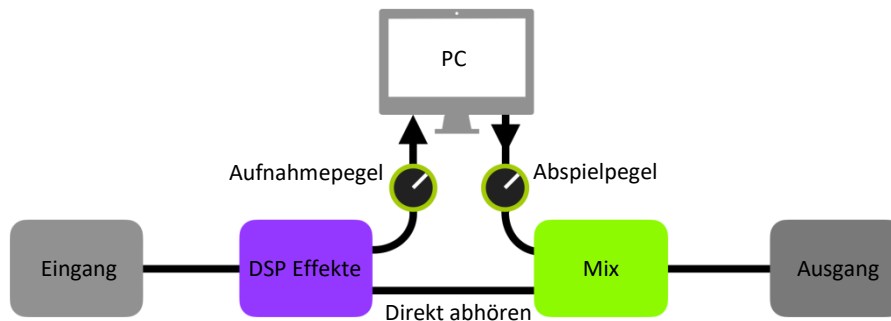 PC
Aufnahmepegel
Abspielpegel
Eingang
DSP Effekte
Mix
Ausgang
Direkt abhören